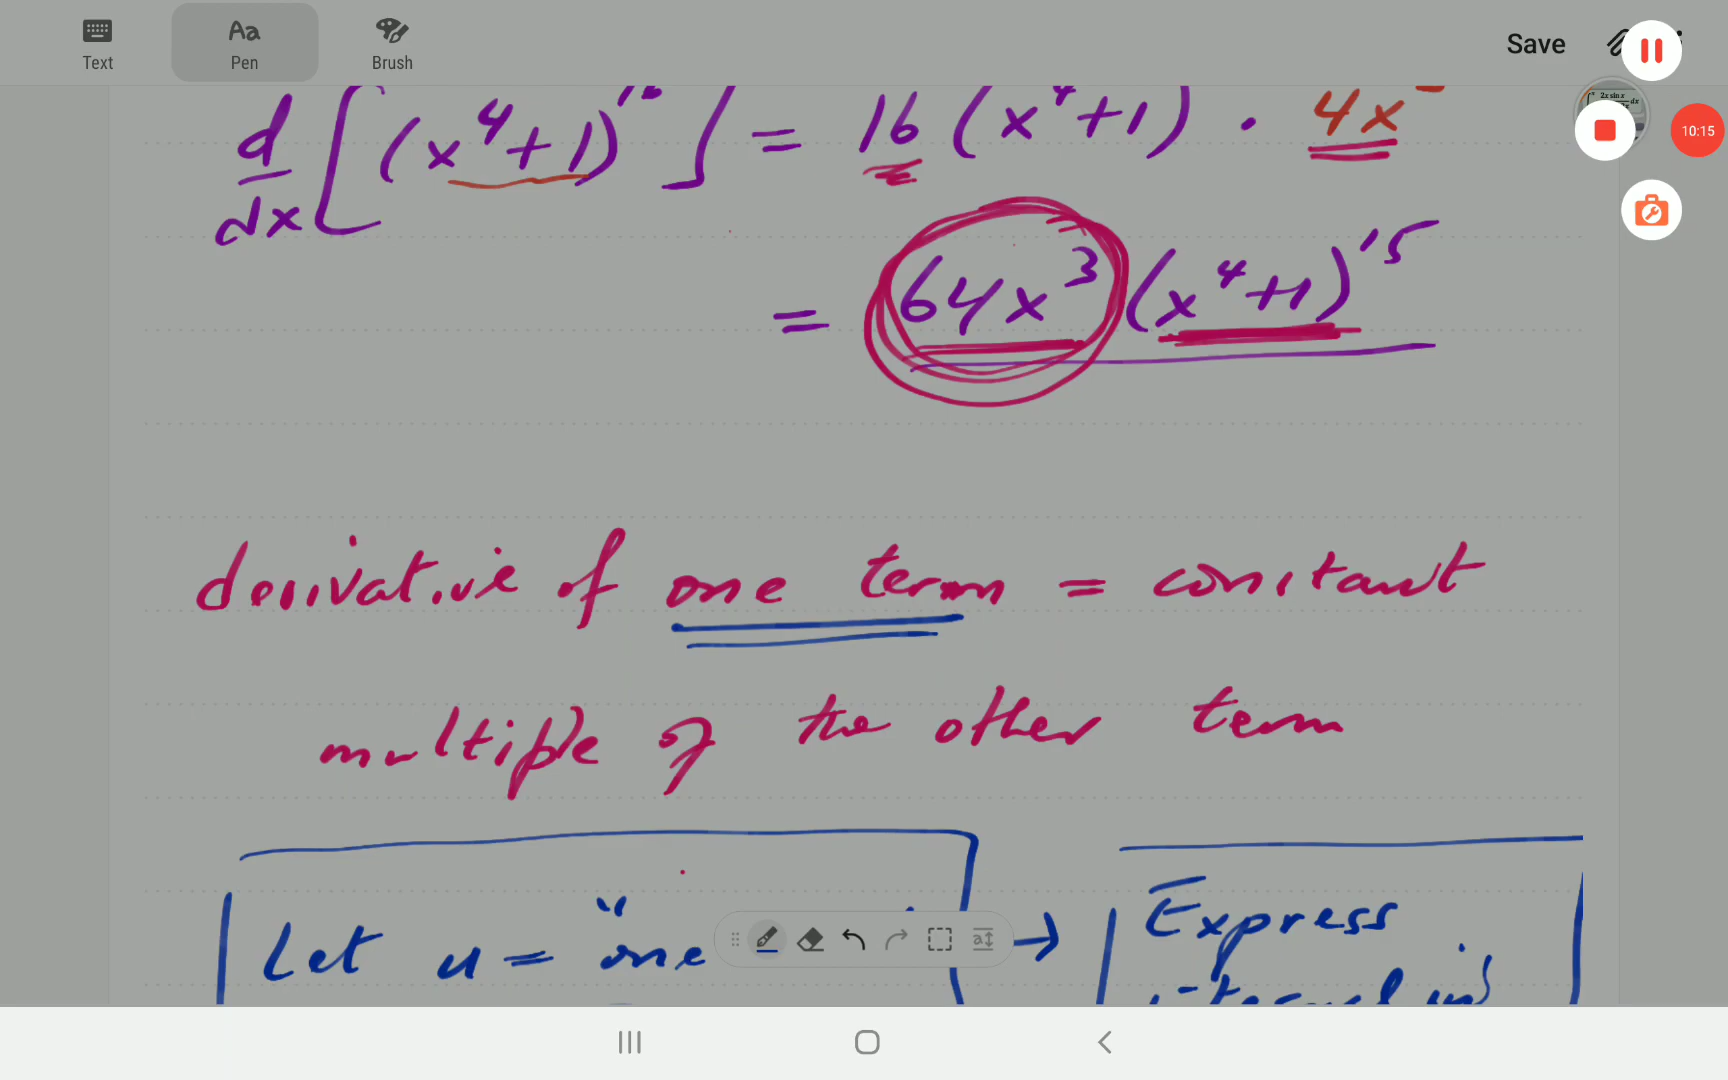 Text
Aa
Pen
Brush
Save
10:15
d/dx [(x⁴+1)¹⁶] = 16 (x⁴+1) · 4x
= 64x³ (x⁴+1)¹⁵
derivative of one term = constant
multiple of the other term
Let u = "one
→ Express